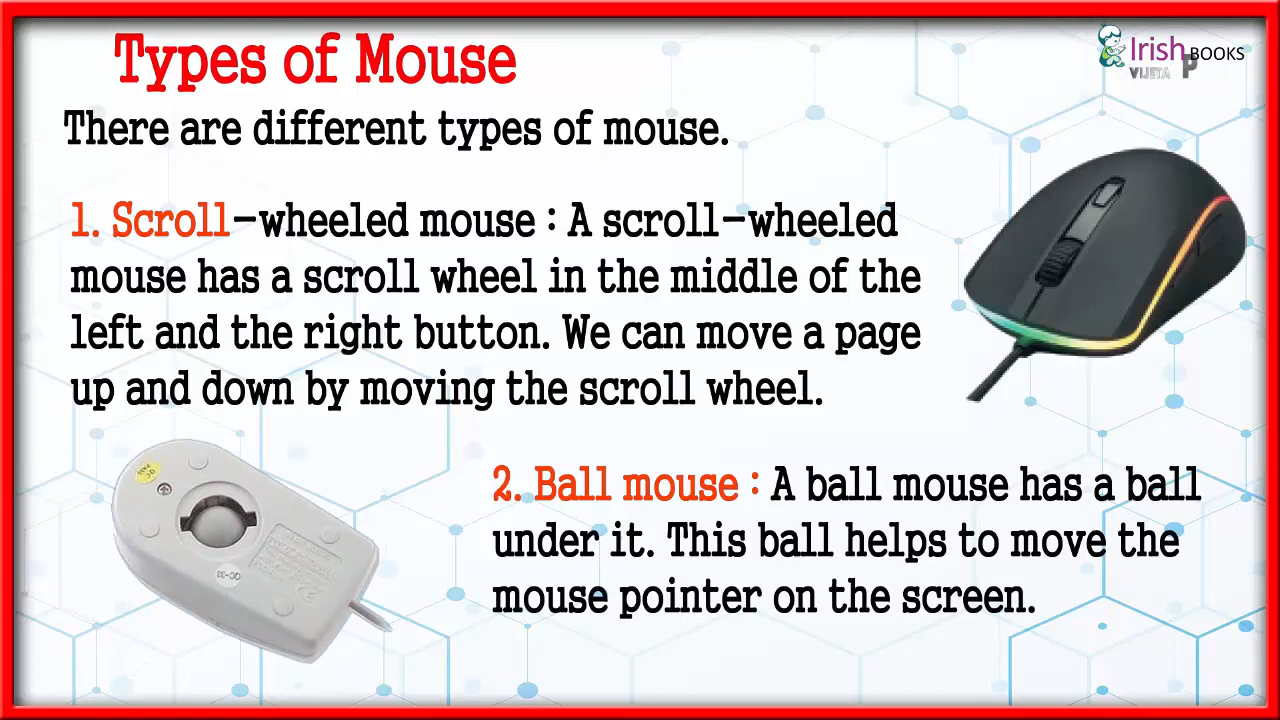 Types of Mouse
Irish BOOKS
VIJETA P
There are different types of mouse.
1. Scroll-wheeled mouse : A scroll-wheeled
mouse has a scroll wheel in the middle of the
left and the right button. We can move a page
up and down by moving the scroll wheel.
2. Ball mouse : A ball mouse has a ball
under it. This ball helps to move the
mouse pointer on the screen.
QC-33